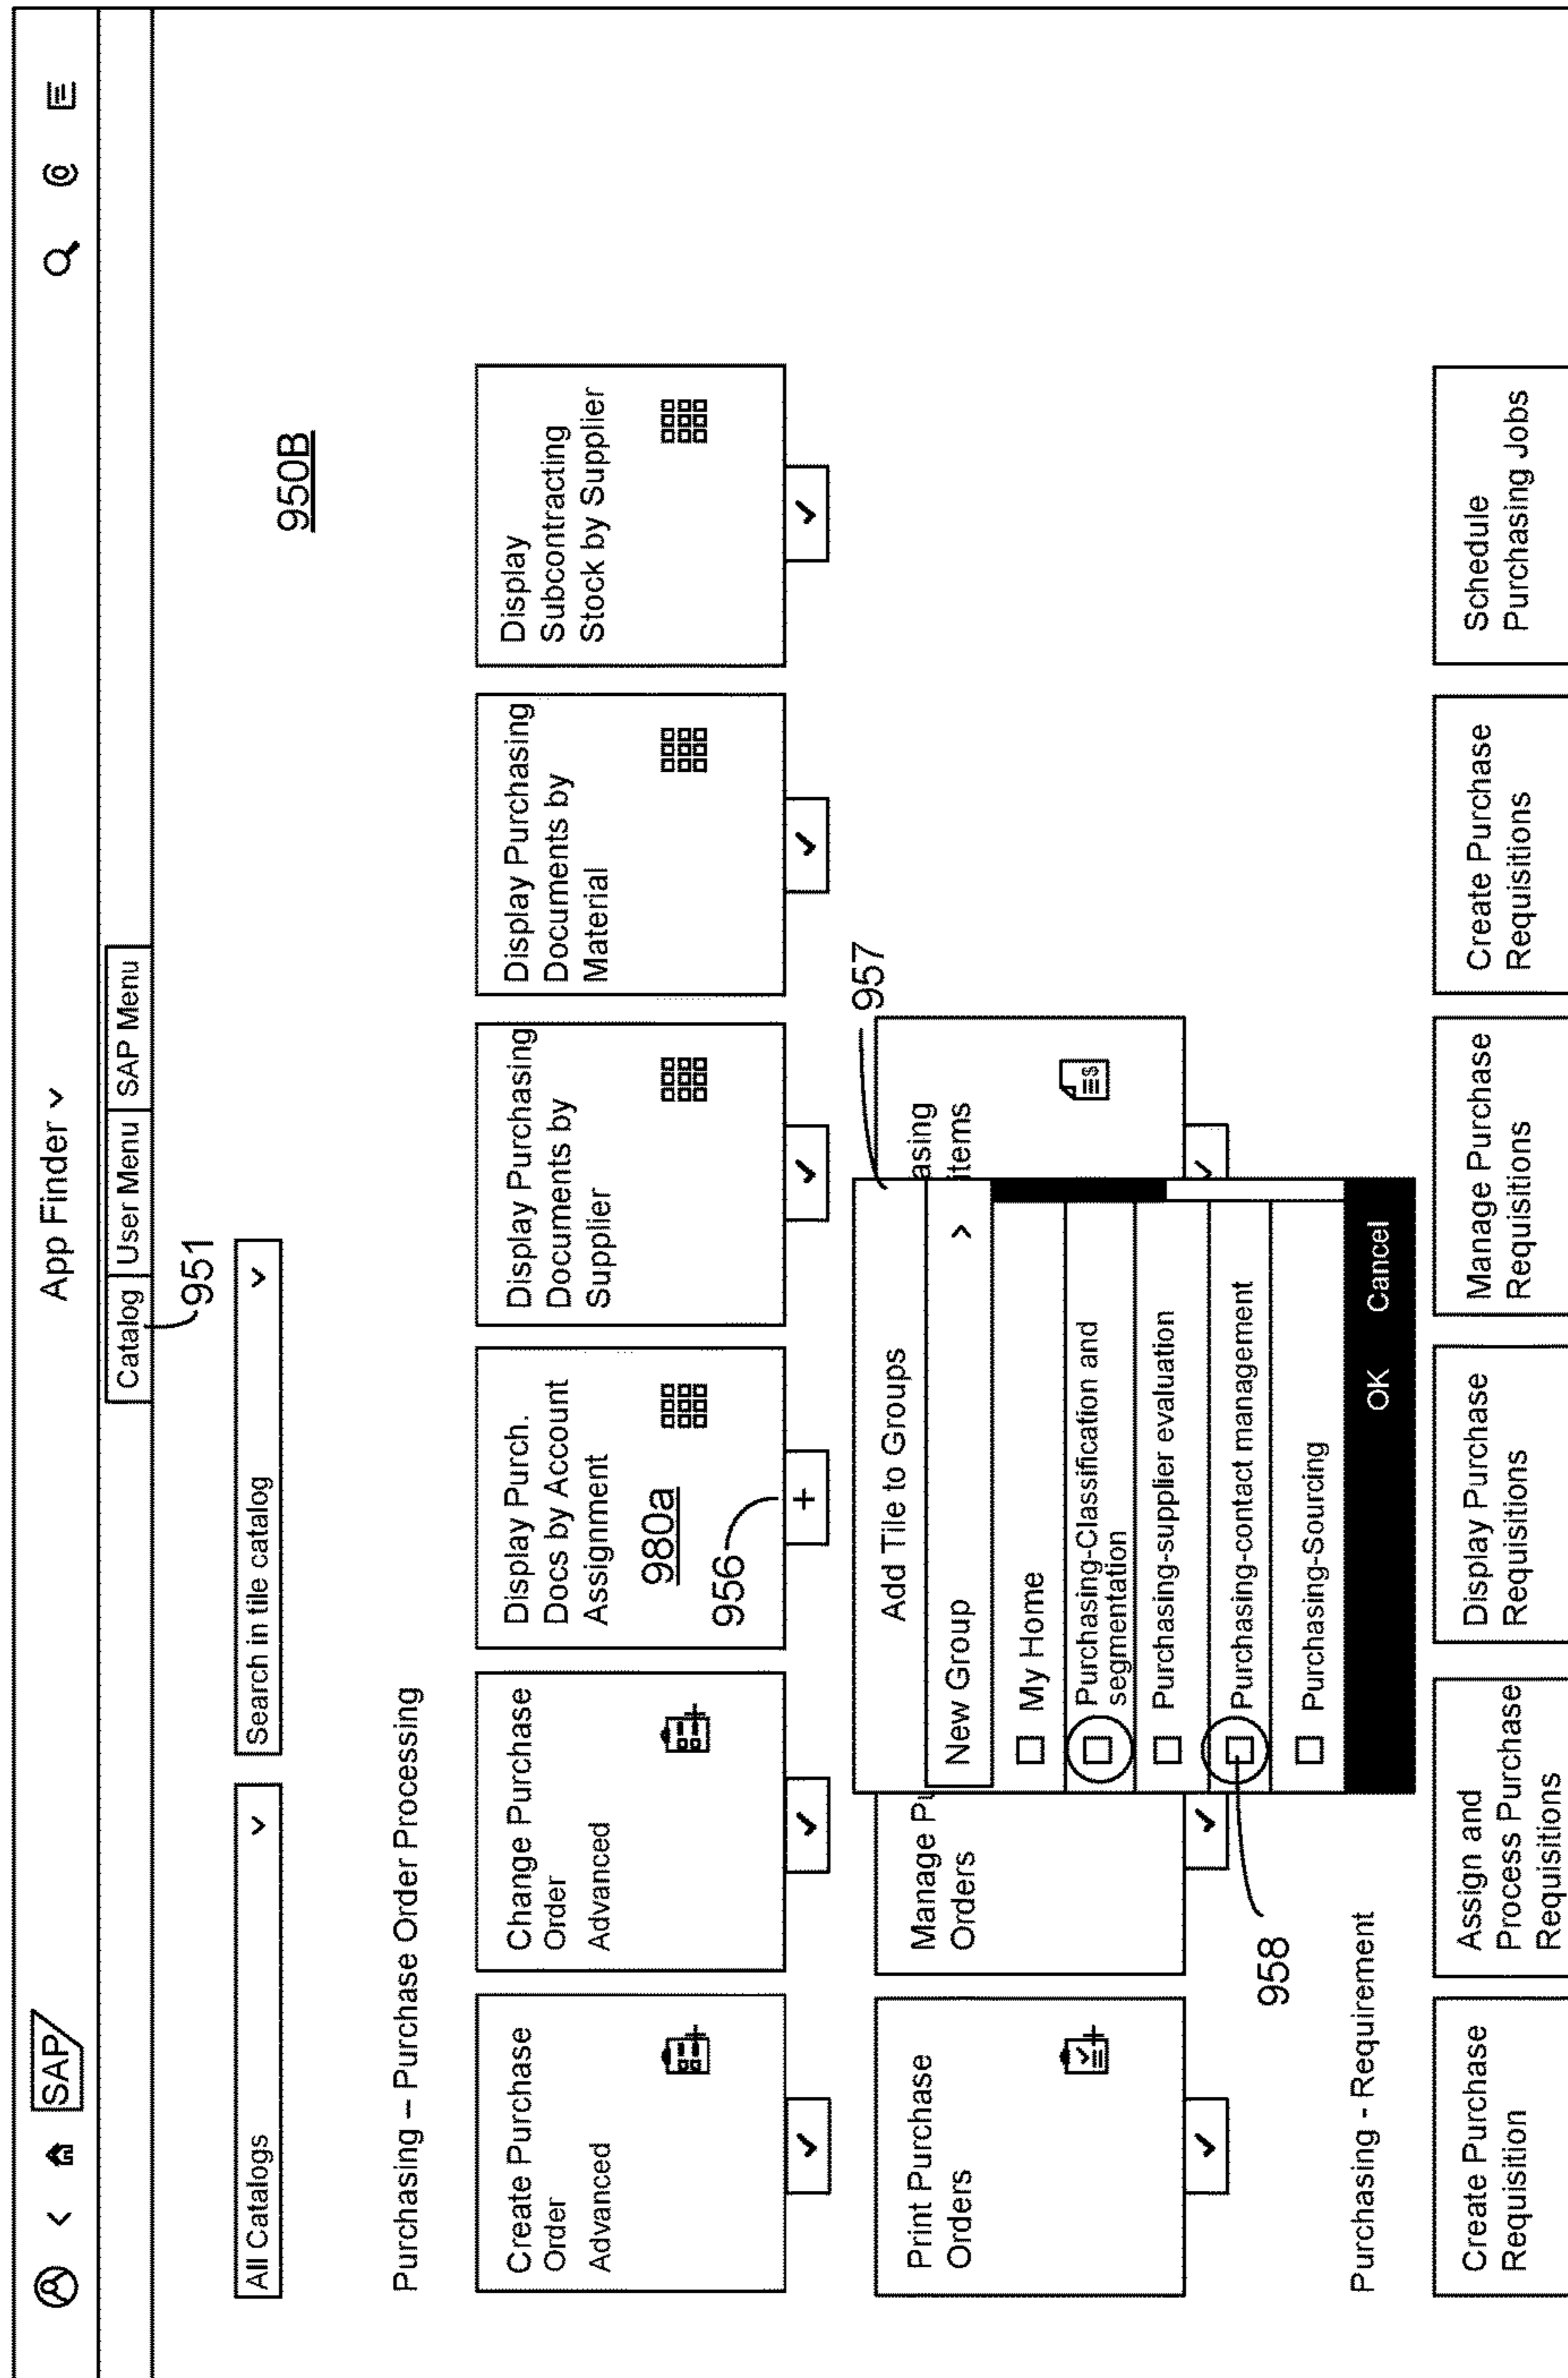 SAP
App Finder
Catalog
User Menu
SAP Menu
951
All Catalogs
Search in tile catalog
950B
Purchasing – Purchase Order Processing
Create Purchase
Order
Advanced
Change Purchase
Order
Advanced
Display Purch.
Docs by Account
Assignment
980a
956
+
Display Purchasing
Documents by
Supplier
Display Purchasing
Documents by
Material
Display
Subcontracting
Stock by Supplier
Print Purchase
Orders
Manage Pu
Orders
asing
items
957
Add Tile to Groups
New Group
My Home
Purchasing-Classification and
segmentation
Purchasing-supplier evaluation
Purchasing-contact management
Purchasing-Sourcing
OK
Cancel
958
Purchasing - Requirement
Create Purchase
Requisition
Assign and
Process Purchase
Requisitions
Display Purchase
Requisitions
Manage Purchase
Requisitions
Create Purchase
Requisitions
Schedule
Purchasing Jobs